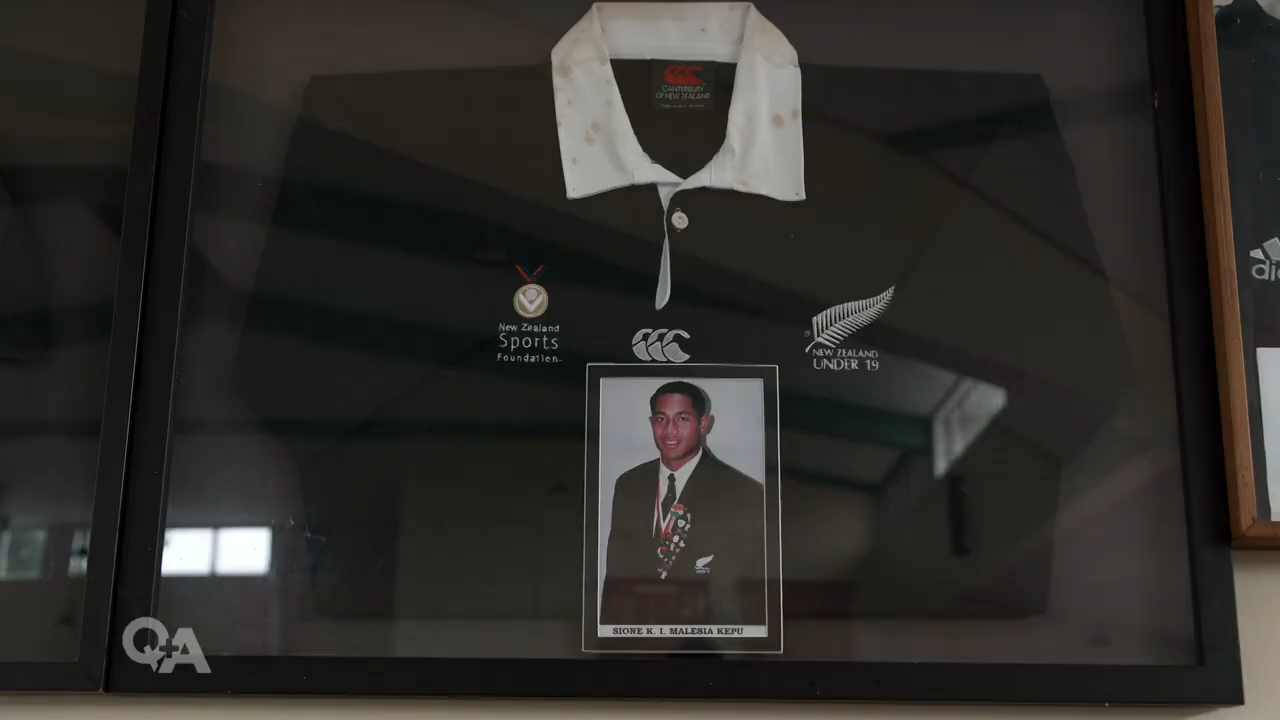 CANTERBURY
OF NEW ZEALAND
New Zealand
Sports
Foundation
NEW ZEALAND
UNDER 19
SIONE K. I. MALESIA KEPU
Q+A